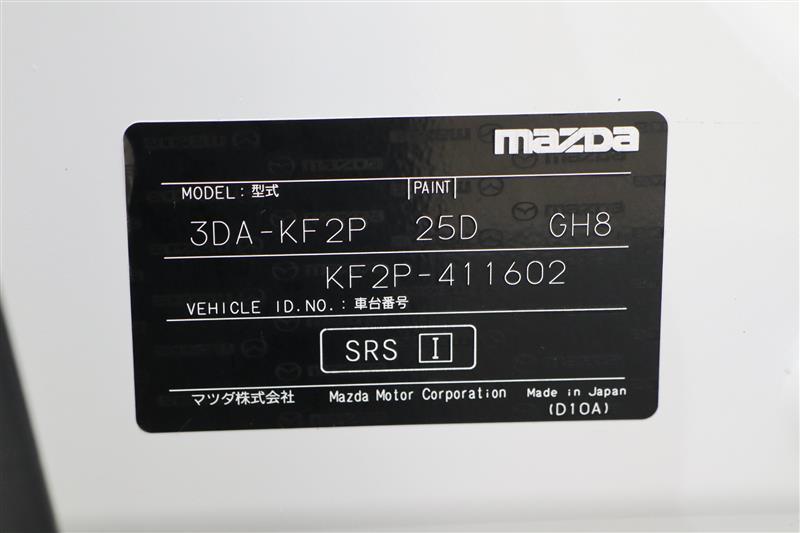 mazda
MODEL: 型式 PAINT
3DA-KF2P 25D GH8
KF2P-411602
VEHICLE ID.NO.: 車台番号
SRS I
マツダ株式会社 Mazda Motor Corporation Made in Japan
(D10A)